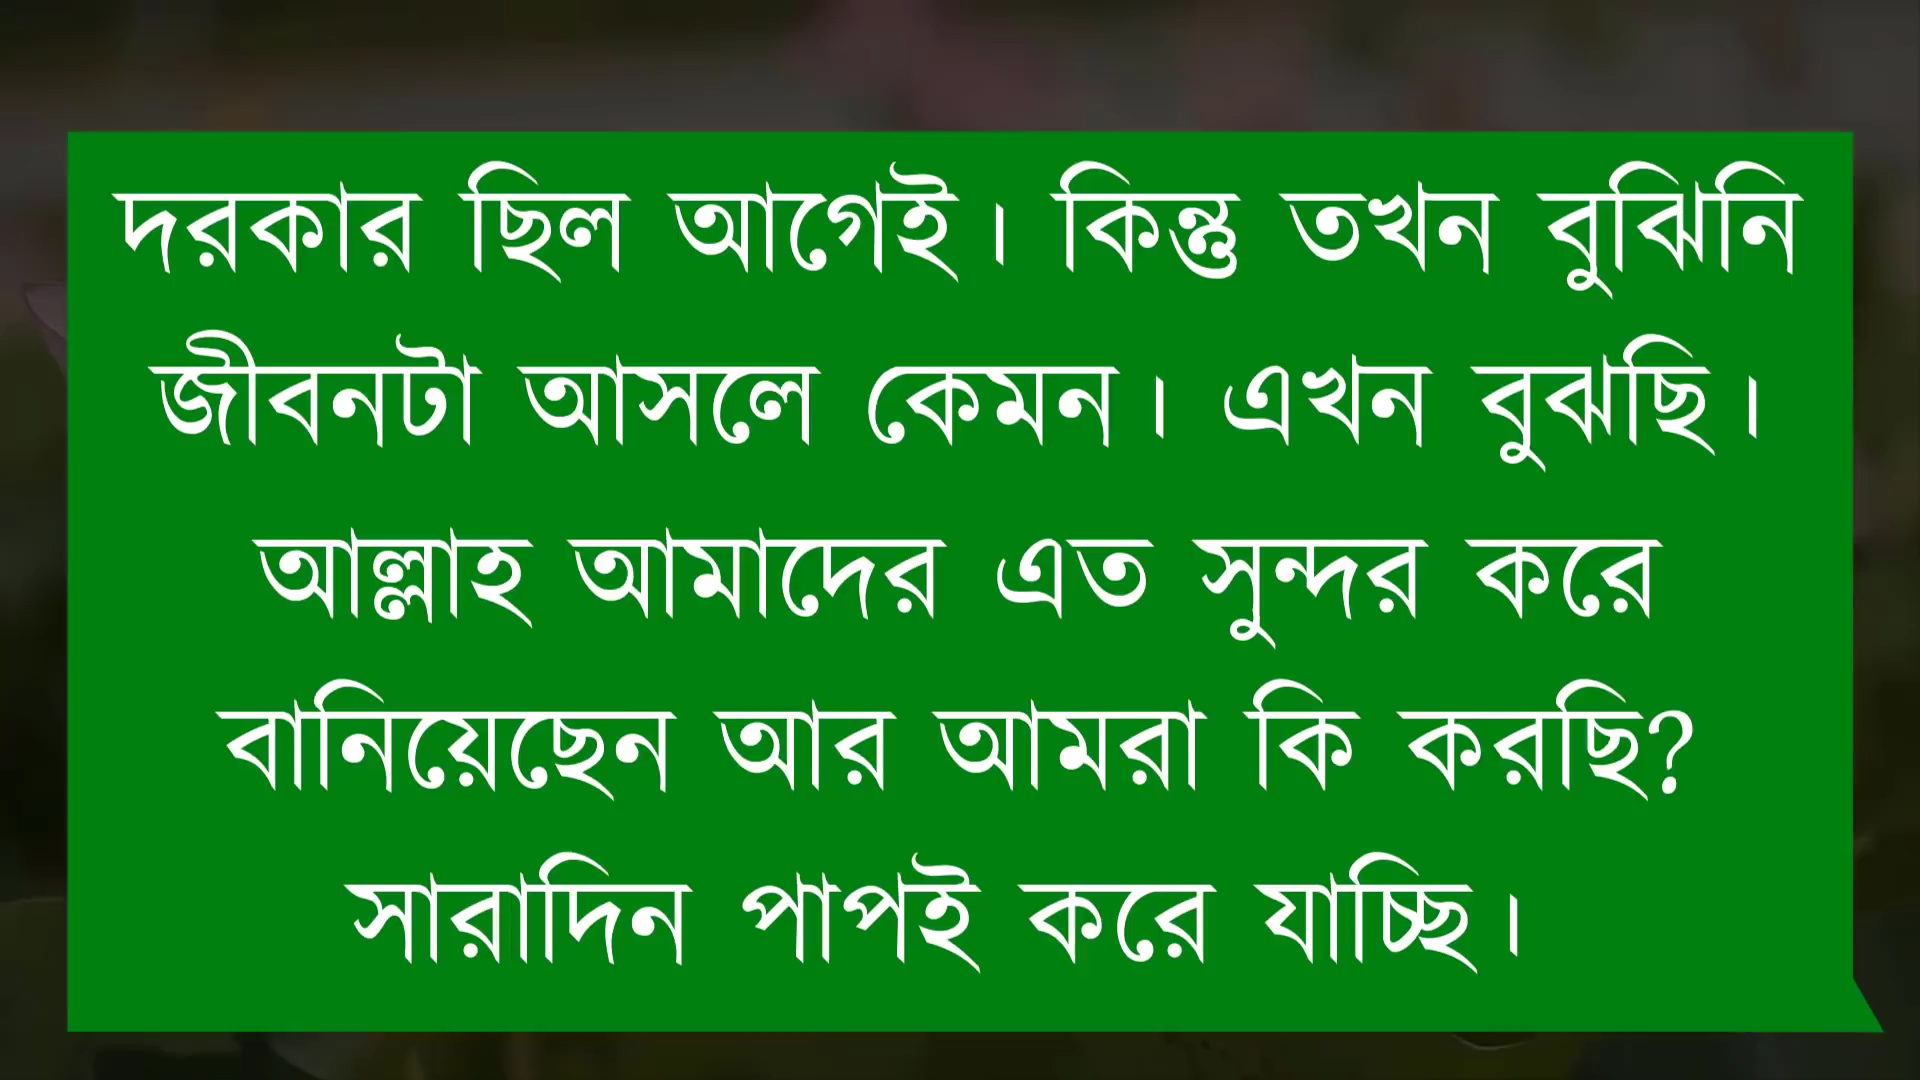 দরকার ছিল আগেই। কিন্তু তখন বুঝিনি
জীবনটা আসলে কেমন। এখন বুঝছি।
আল্লাহ আমাদের এত সুন্দর করে
বানিয়েছেন আর আমরা কি করছি?
সারাদিন পাপই করে যাচ্ছি।